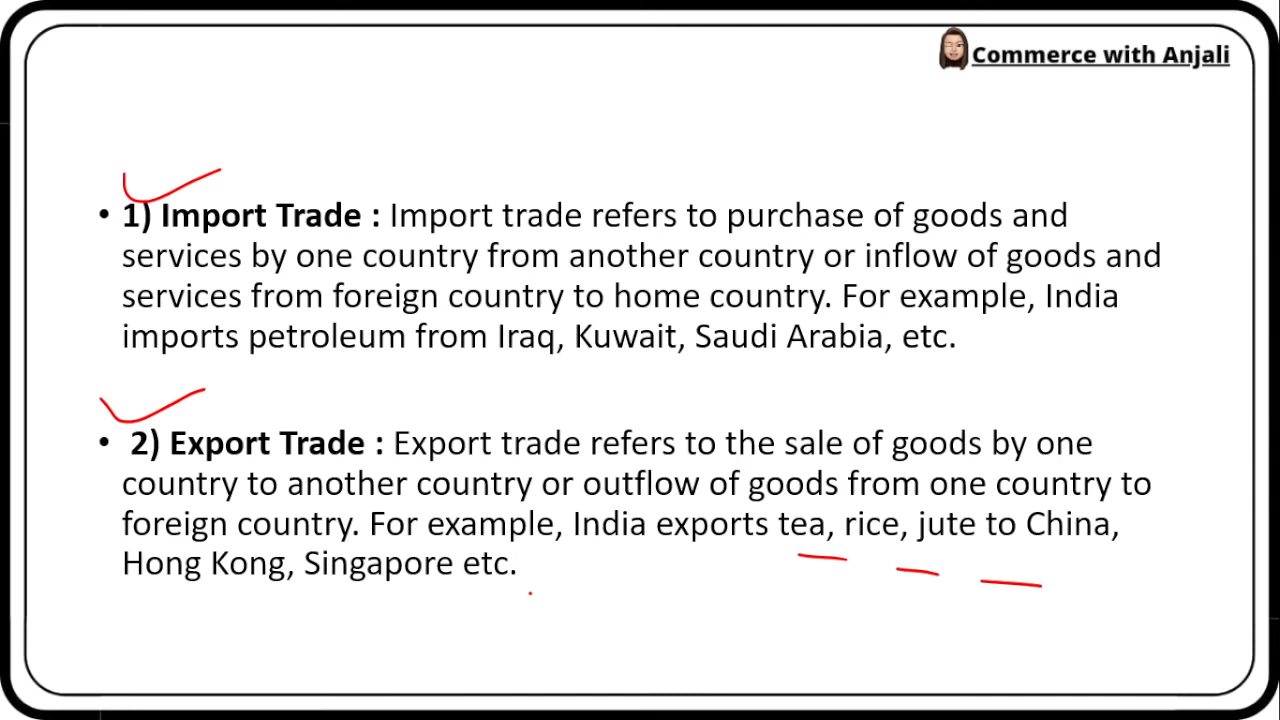 Commerce with Anjali
• 1) Import Trade : Import trade refers to purchase of goods and
services by one country from another country or inflow of goods and
services from foreign country to home country. For example, India
imports petroleum from Iraq, Kuwait, Saudi Arabia, etc.
• 2) Export Trade : Export trade refers to the sale of goods by one
country to another country or outflow of goods from one country to
foreign country. For example, India exports tea, rice, jute to China,
Hong Kong, Singapore etc.